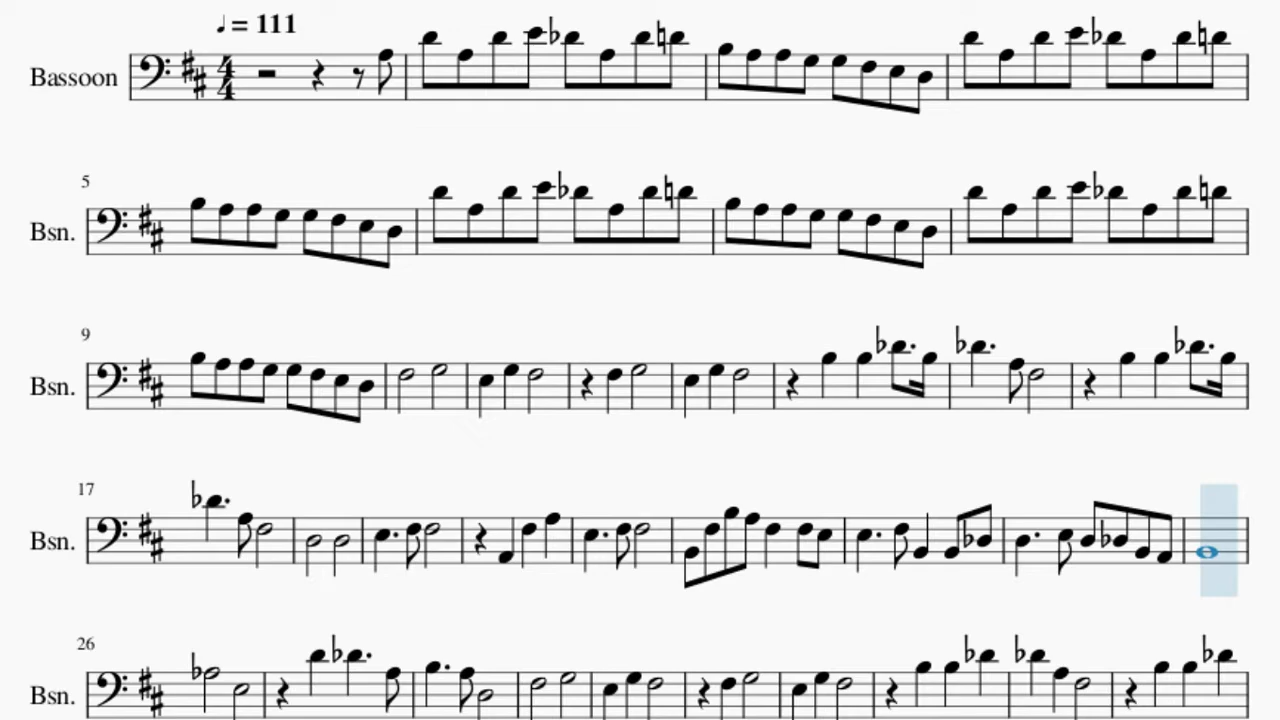 ♩ = 111
Bassoon
5
Bsn.
9
Bsn.
17
Bsn.
26
Bsn.